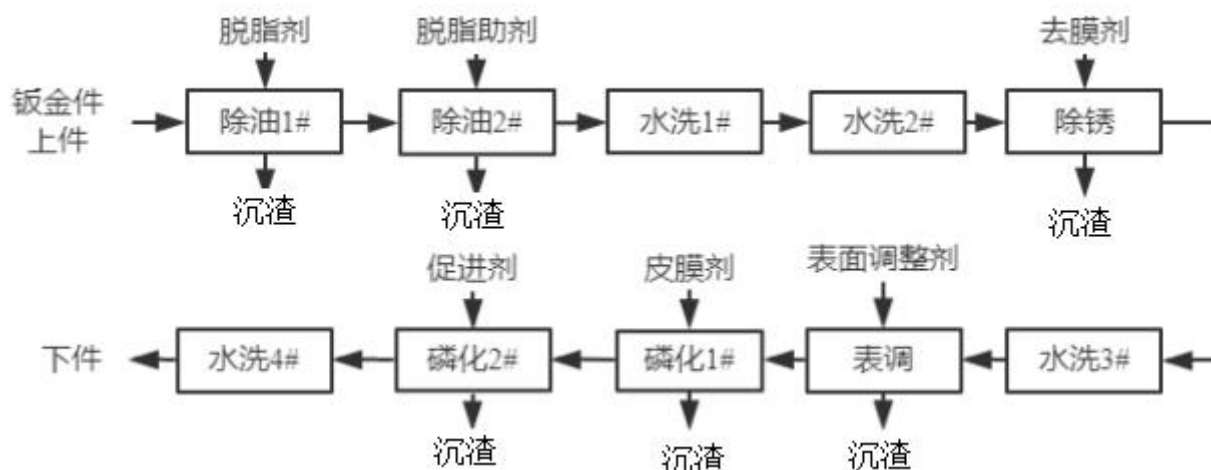 脱脂剂
脱脂助剂
去膜剂
钣金件
上件
除油1#
除油2#
水洗1#
水洗2#
除锈
沉渣
沉渣
沉渣
促进剂
皮膜剂
表面调整剂
下件
水洗4#
磷化2#
磷化1#
表调
水洗3#
沉渣
沉渣
沉渣